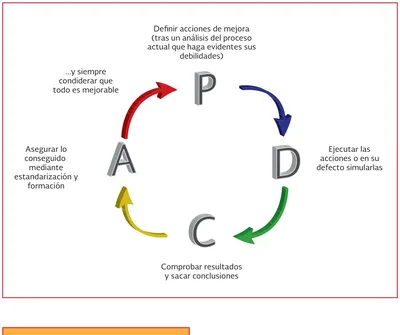 Definir acciones de mejora
(tras un análisis del proceso
actual que haga evidentes sus
debilidades)
...y siempre
condiderar que
todo es mejorable
P
Asegurar lo
conseguido
mediante
estandarización y
formación
A
D
Ejecutar las
acciones o en su
defecto simularlas
C
Comprobar resultados
y sacar conclusiones